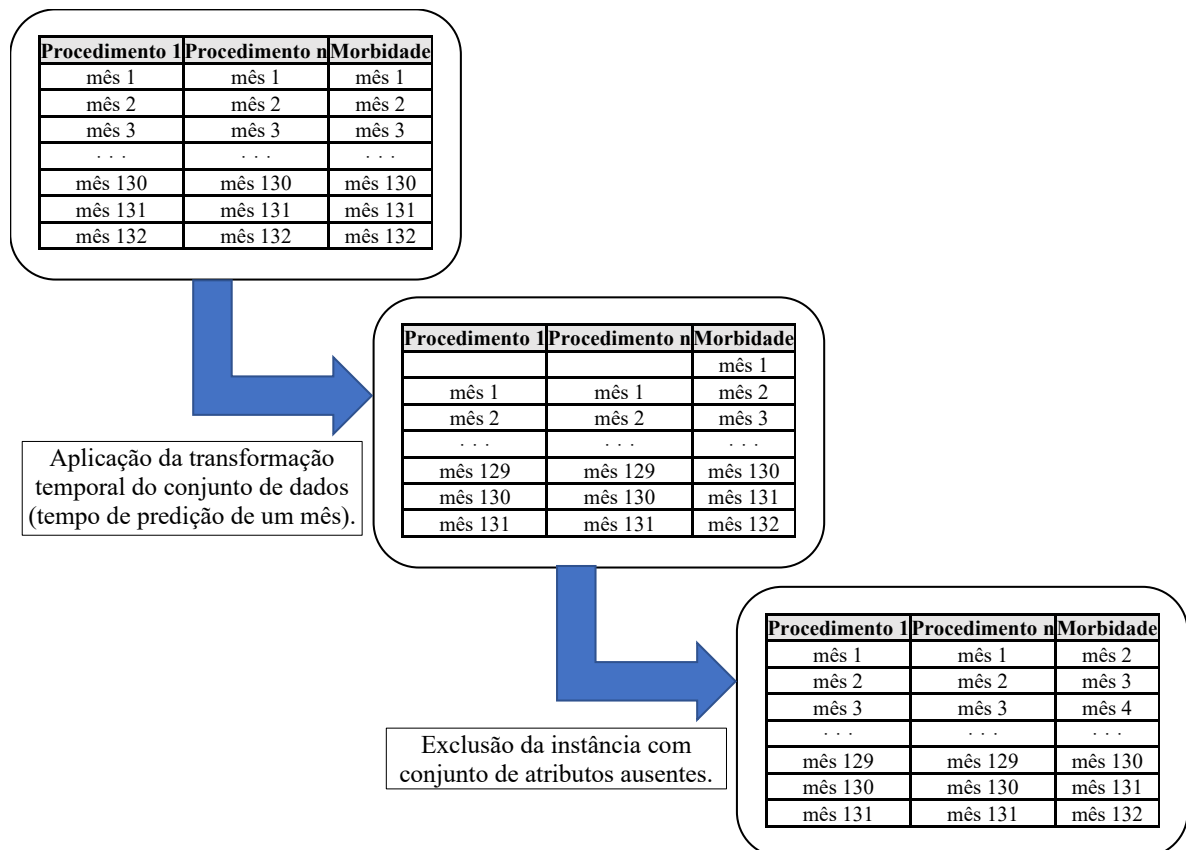 Procedimento 1 Procedimento n Morbidade
mês 1 mês 1 mês 1
mês 2 mês 2 mês 2
mês 3 mês 3 mês 3
. . . . . . . . .
mês 130 mês 130 mês 130
mês 131 mês 131 mês 131
mês 132 mês 132 mês 132
Aplicação da transformação
temporal do conjunto de dados
(tempo de predição de um mês).
Procedimento 1 Procedimento n Morbidade
mês 1
mês 1 mês 1 mês 2
mês 2 mês 2 mês 3
. . . . . . . . .
mês 129 mês 129 mês 130
mês 130 mês 130 mês 131
mês 131 mês 131 mês 132
Exclusão da instância com
conjunto de atributos ausentes.
Procedimento 1 Procedimento n Morbidade
mês 1 mês 1 mês 2
mês 2 mês 2 mês 3
mês 3 mês 3 mês 4
. . . . . . . . .
mês 129 mês 129 mês 130
mês 130 mês 130 mês 131
mês 131 mês 131 mês 132